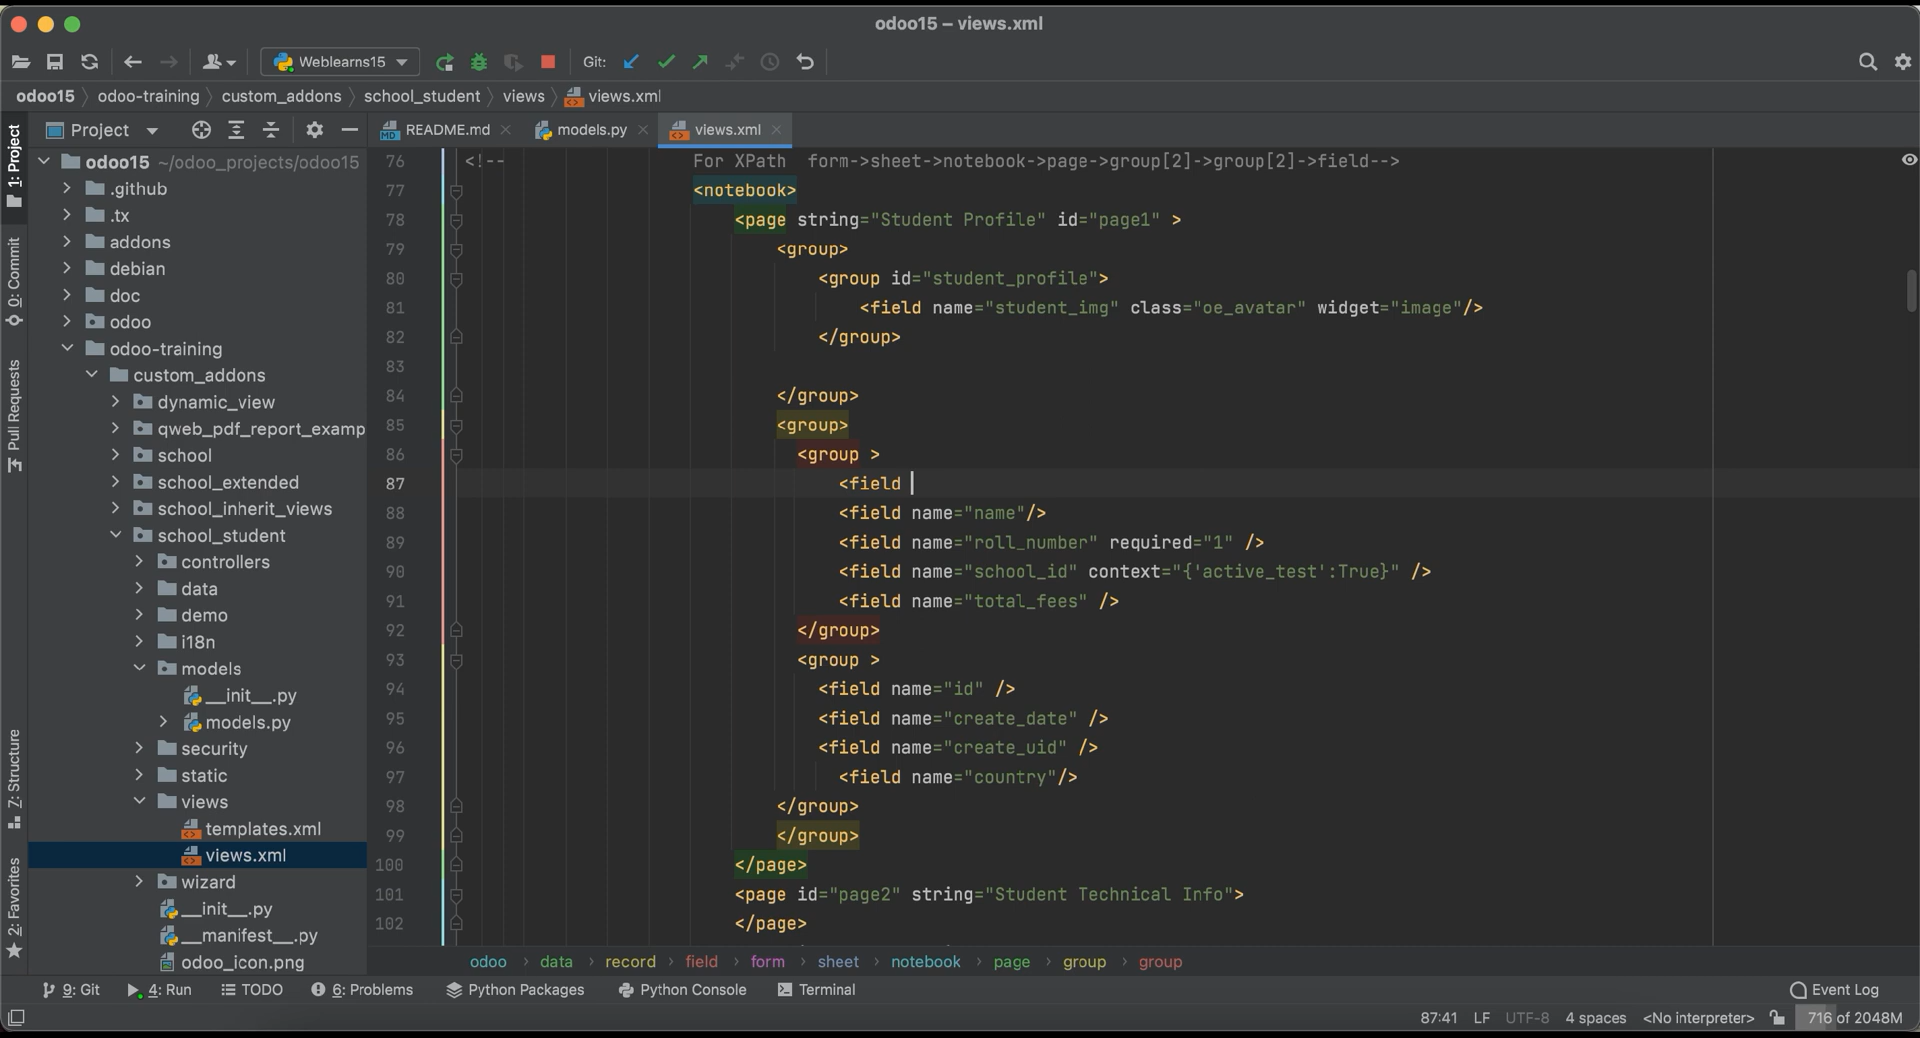 odoo15 – views.xml
Weblearns15
Git:
odoo15 odoo-training custom_addons school_student views views.xml
Project
README.md
models.py
views.xml
1: Project
0: Commit
Pull Requests
7: Structure
2: Favorites
odoo15 ~/odoo_projects/odoo15
.github
.tx
addons
debian
doc
odoo
odoo-training
custom_addons
dynamic_view
qweb_pdf_report_examp
school
school_extended
school_inherit_views
school_student
controllers
data
demo
i18n
models
__init__.py
models.py
security
static
views
templates.xml
views.xml
wizard
__init__.py
__manifest__.py
odoo_icon.png
76 <!-- For XPath form->sheet->notebook->page->group[2]->group[2]->field-->
77 <notebook>
78 <page string="Student Profile" id="page1" >
79 <group>
80 <group id="student_profile">
81 <field name="student_img" class="oe_avatar" widget="image"/>
82 </group>
83
84 </group>
85 <group>
86 <group >
87 <field
88 <field name="name"/>
89 <field name="roll_number" required="1" />
90 <field name="school_id" context="{'active_test':True}" />
91 <field name="total_fees" />
92 </group>
93 <group >
94 <field name="id" />
95 <field name="create_date" />
96 <field name="create_uid" />
97 <field name="country"/>
98 </group>
99 </group>
100 </page>
101 <page id="page2" string="Student Technical Info">
102 </page>
odoo › data › record › field › form › sheet › notebook › page › group › group
9: Git 4: Run TODO 6: Problems Python Packages Python Console Terminal Event Log
87:41 LF UTF-8 4 spaces <No interpreter> 716 of 2048M